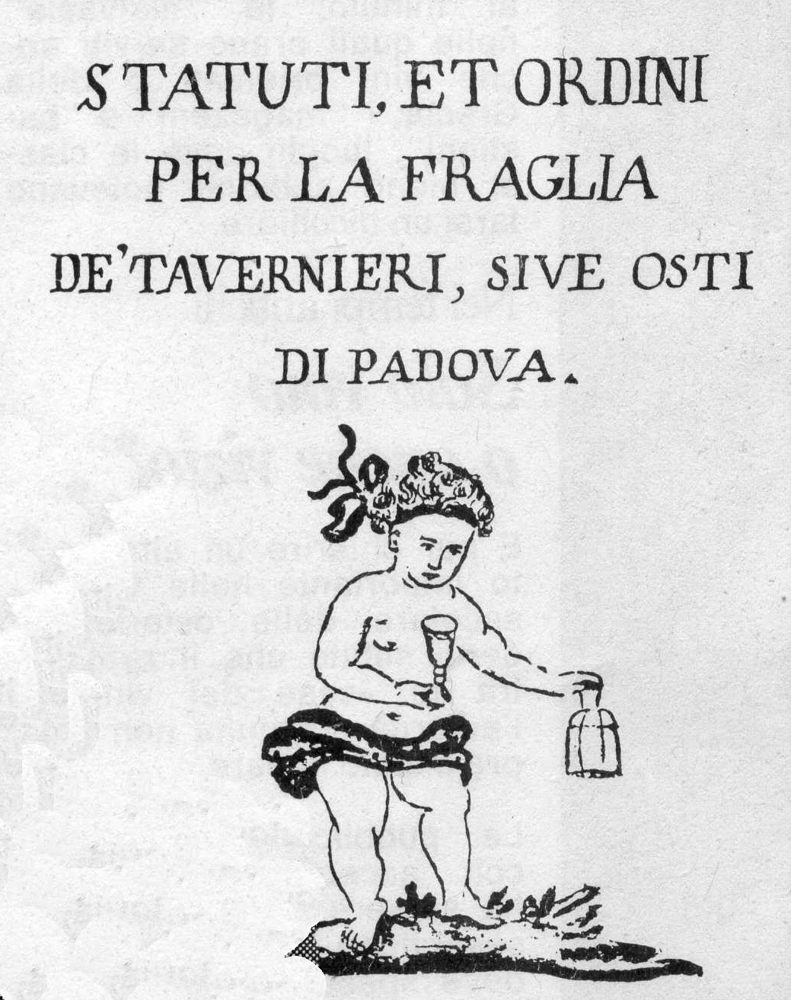 STATUTI, ET ORDINI
PER LA FRAGLIA
DE' TAVERNIERI, SIVE OSTI
DI PADOVA.